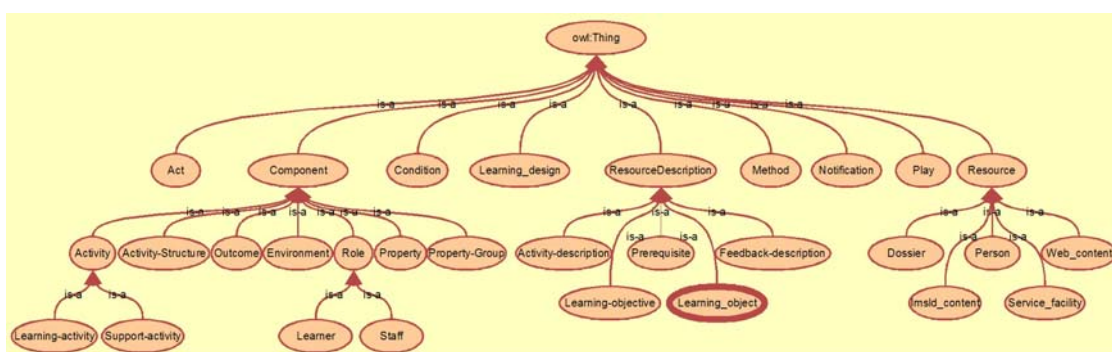 owl:Thing
is-a is-a is-a is-a is-a is-a is-a is-a is-a
Act Component Condition Learning_design ResourceDescription Method Notification Play Resource
is-a is-a is-a is-a is-a is-a is-a is-a is-a is-a is-a is-a is-a
Activity Activity-Structure Outcome Environment Role Property Property-Group Activity-description is-a Prerequisite is-a Feedback-description Dossier is-a Person is-a Web_content
is-a is-a is-a
Learning-objective Learning_object Imsld_content Service_facility
Learning-activity Support-activity Learner Staff